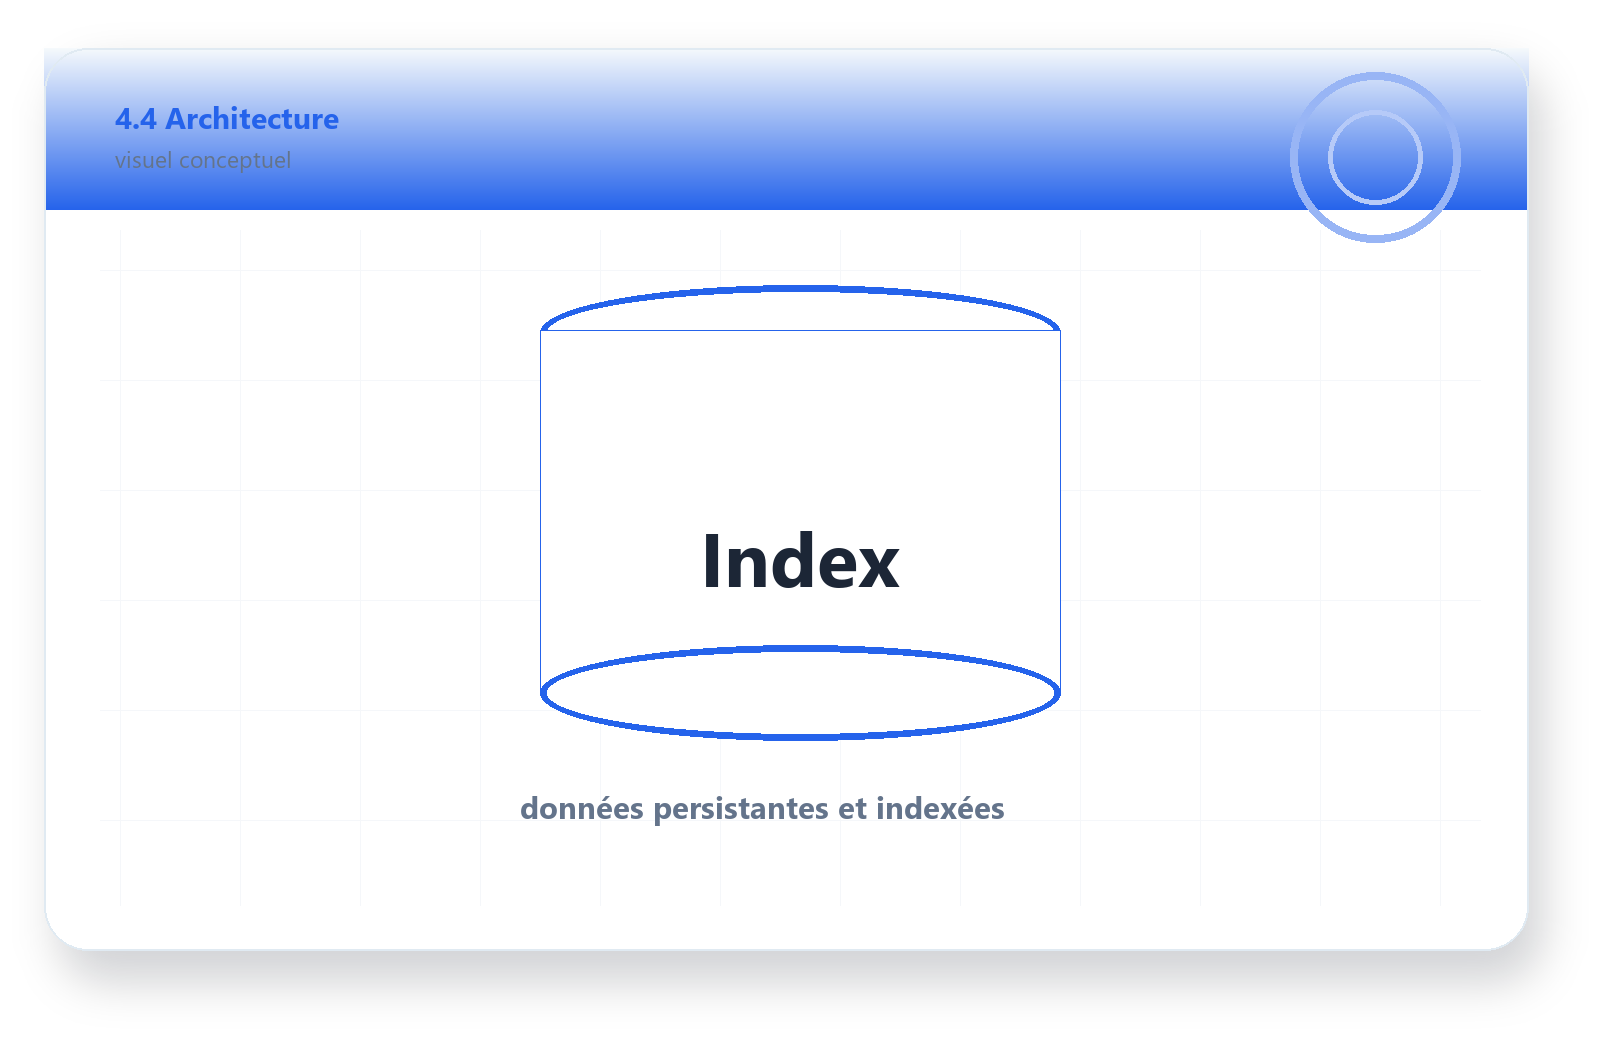 4.4 Architecture
visuel conceptuel
Index
données persistantes et indexées